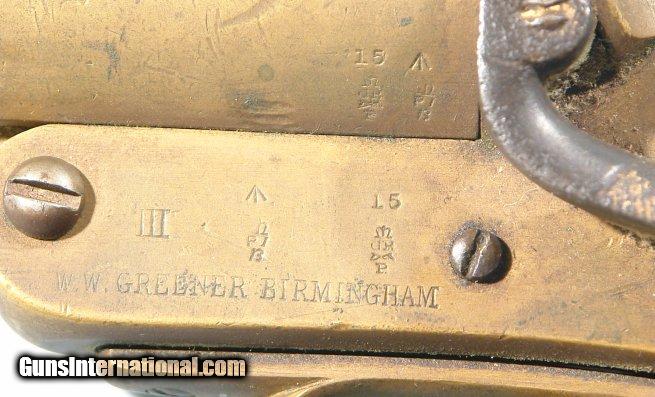 15
III
15
W.W. GREENER BIRMINGHAM
GunsInternational.com